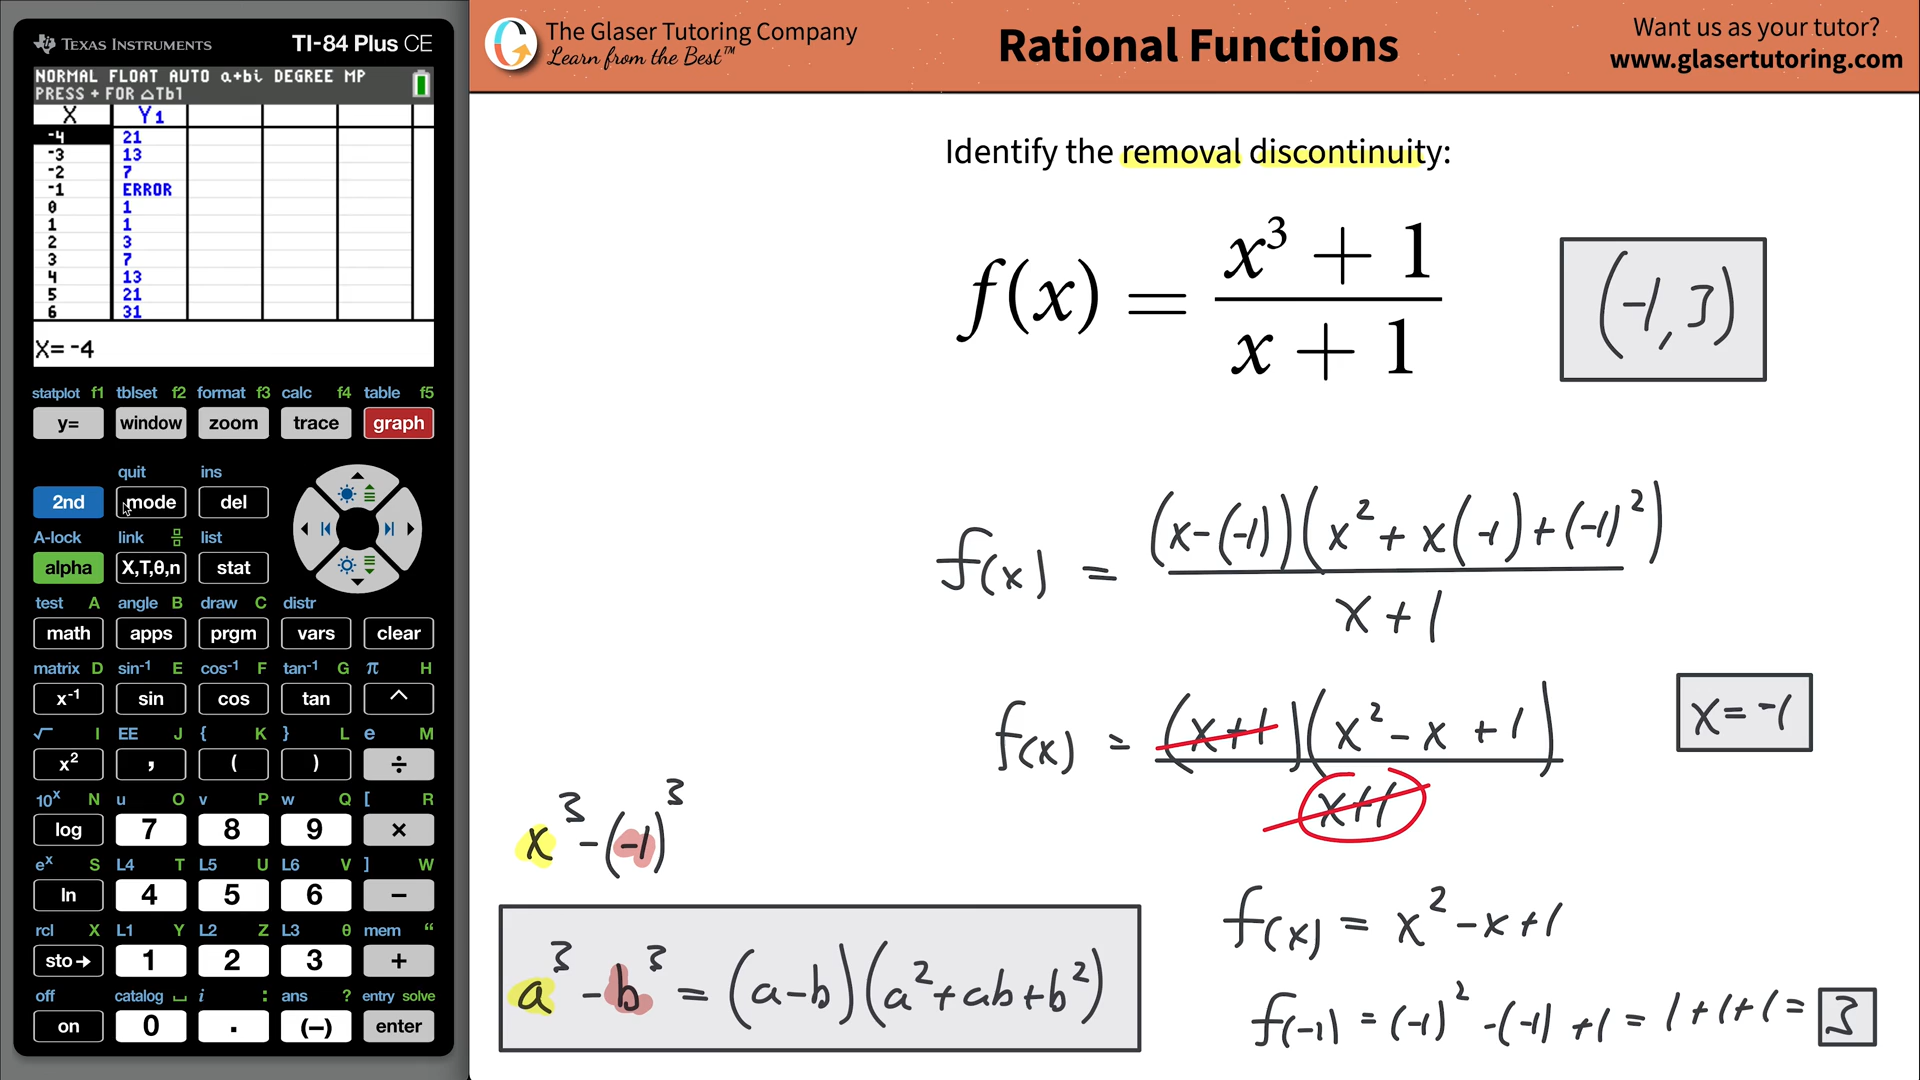 TEXAS INSTRUMENTS TI-84 Plus CE
NORMAL FLOAT AUTO a+bi DEGREE MP
PRESS + FOR △Tbl
X Y1
-4 21
-3 13
-2 7
-1 ERROR
0 1
1 1
2 3
3 7
4 13
5 21
6 31
X= -4
statplot f1 tblset f2 format f3 calc f4 table f5
y= window zoom trace graph
quit ins
2nd mode del
A-lock link list
alpha X,T,θ,n stat
test A angle B draw C distr
math apps prgm vars clear
matrix D sin⁻¹ E cos⁻¹ F tan⁻¹ G π H
x⁻¹ sin cos tan ^
√ I EE J { K } L e M
x² , ( ) ÷
10ˣ N u O v P w Q [ R
log 7 8 9 ×
eˣ S L4 T L5 U L6 V ] W
ln 4 5 6 −
rcl X L1 Y L2 Z L3 θ mem “
sto→ 1 2 3 +
off catalog ⎵ i : ans ? entry solve
on 0 . (−) enter
The Glaser Tutoring Company
Learn from the Best™
Rational Functions
Want us as your tutor?
www.glasertutoring.com
Identify the removal discontinuity:
f(x) = (x³ + 1)/(x + 1)
(-1, 3)
f(x) = (x-(-1))(x² + x(-1) + (-1)²)/(x + 1)
f(x) = (x+1)(x² - x + 1)/(x+1)
x = -1
x³ - (-1)³
a³ - b³ = (a-b)(a²+ab+b²)
f(x) = x² - x + 1
f(-1) = (-1)² - (-1) + 1 = 1+1+1 = 3